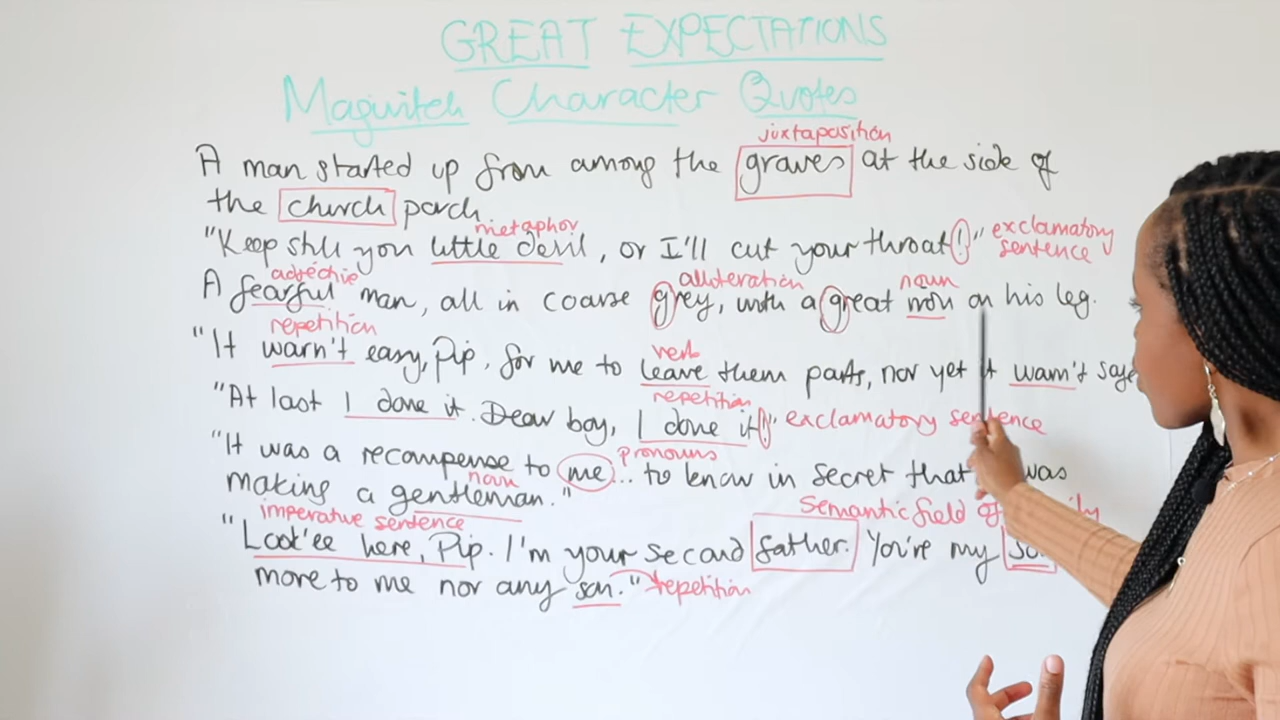 GREAT EXPECTATIONS
Magwitch Character Quotes
juxtaposition
A man started up from among the graves at the side of
the church porch
metaphor
"Keep still you little devil, or I'll cut your throat!" exclamatory
sentence
adjective alliteration noun
A fearful man, all in coarse grey, with a great iron on his leg.
repetition verb
"It warn't easy, Pip, for me to leave them parts, nor yet it warn't safe
repetition
"At last I done it. Dear boy, I done it!" exclamatory sentence
pronouns
"It was a recompense to me... to know in secret that was
noun
making a gentleman."
imperative sentence Semantic field of
"Look'ee here, Pip. I'm your second father. You're my
more to me nor any son." repetition